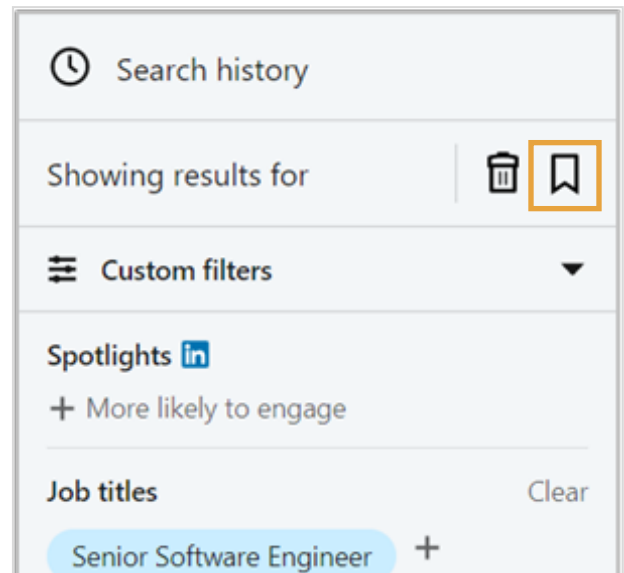 Search history
Showing results for
Custom filters
Spotlights in
+ More likely to engage
Job titles Clear
Senior Software Engineer +